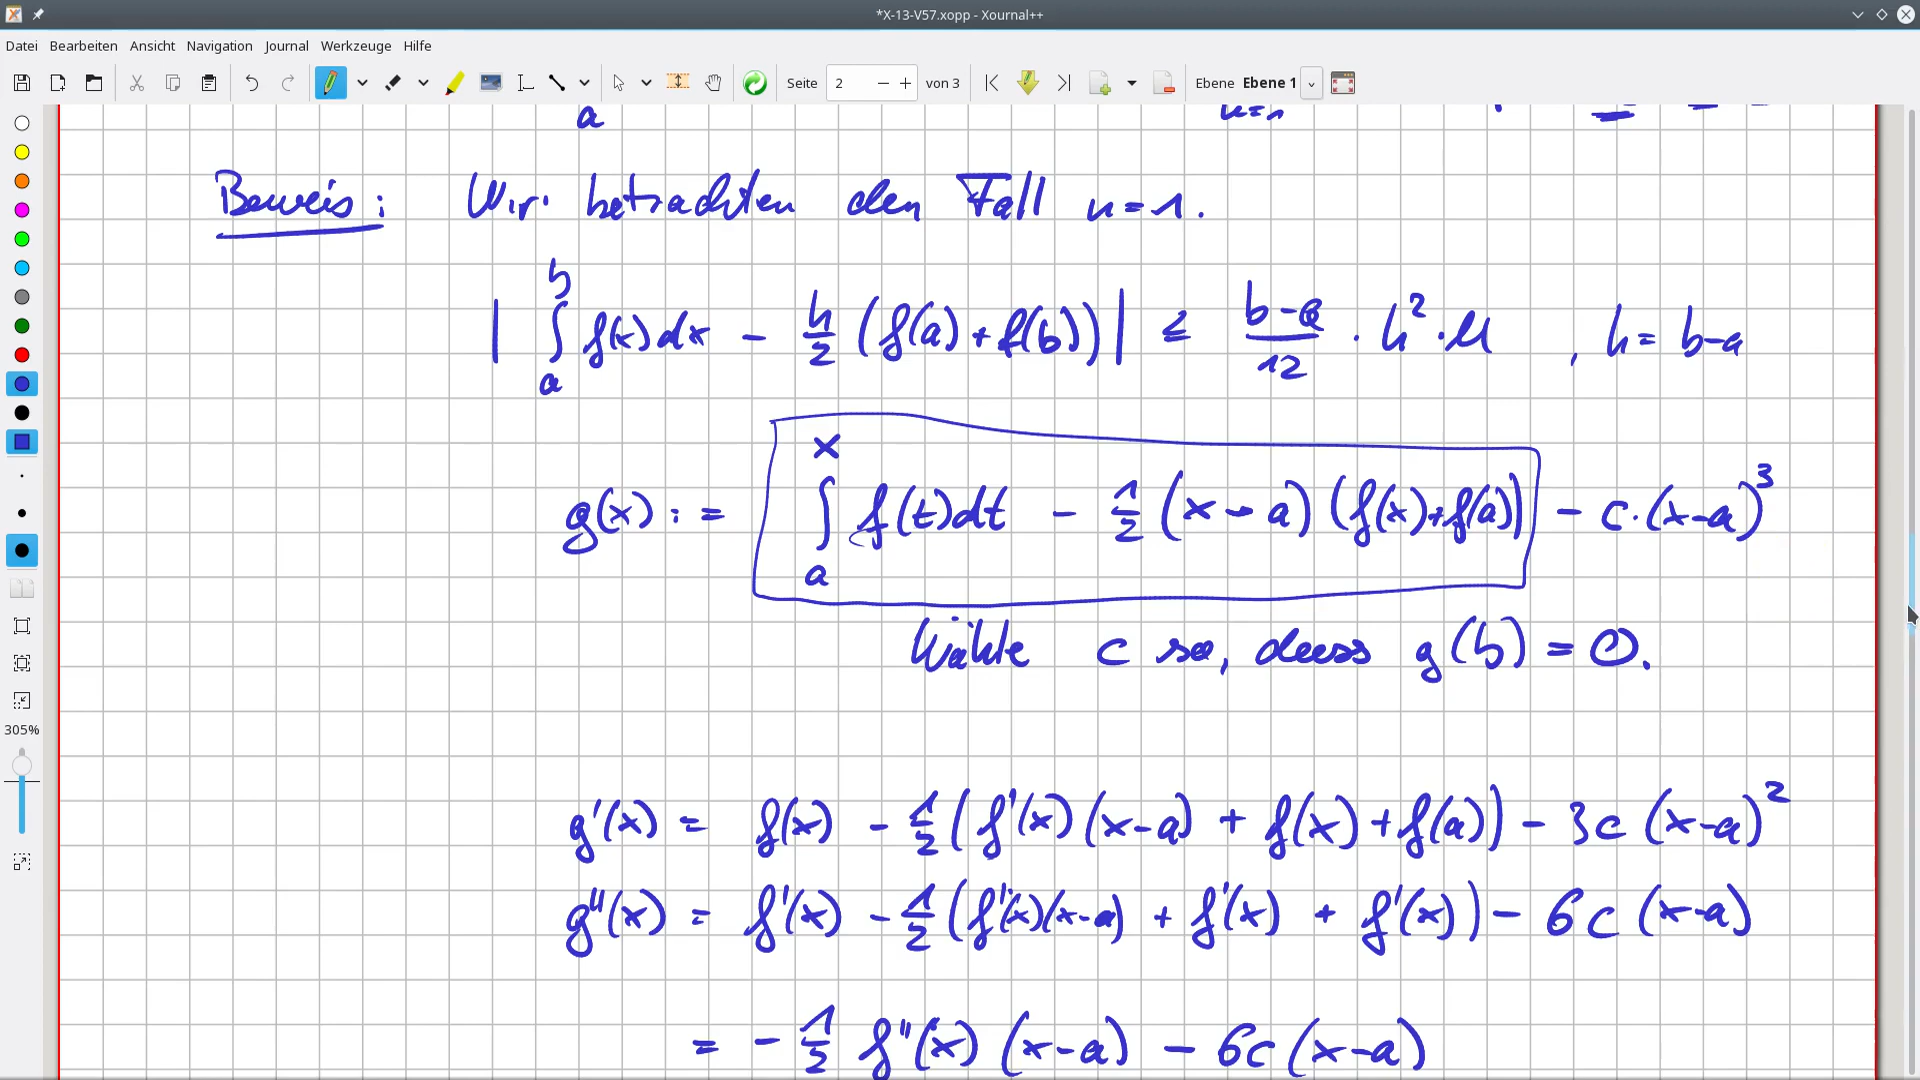 *X-13-V57.xopp - Xournal++
Datei Bearbeiten Ansicht Navigation Journal Werkzeuge Hilfe
Seite 2 von 3 Ebene Ebene 1
a n=1
Beweis: Wir betrachten den Fall n=1.
| ∫_a^b f(x)dx - h/2 (f(a)+f(b)) | ≤ (b-a)/12 · h² · M , h = b-a
g(x) := ∫_a^x f(t)dt - 1/2 (x-a)(f(x)+f(a)) - c·(x-a)³
Wähle c so, dass g(b) = 0.
g'(x) = f(x) - 1/2 (f'(x)(x-a) + f(x) + f(a)) - 3c (x-a)²
g''(x) = f'(x) - 1/2 (f''(x)(x-a) + f'(x) + f'(x)) - 6c (x-a)
= - 1/2 f''(x) (x-a) - 6c (x-a)
305%